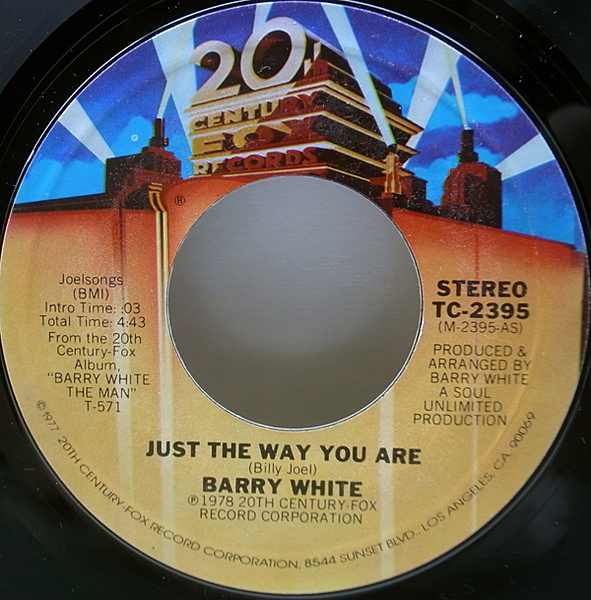 20th
CENTURY
FOX
RECORDS
®
Joelsongs
(BMI)
Intro Time: :03
Total Time: 4:43
From the 20th
Century-Fox
Album,
"BARRY WHITE
THE MAN"
T-571
STEREO
TC-2395
(M-2395-AS)
PRODUCED &
ARRANGED BY
BARRY WHITE
A SOUL
UNLIMITED
PRODUCTION
JUST THE WAY YOU ARE
(Billy Joel)
BARRY WHITE
℗1978 20TH CENTURY-FOX
RECORD CORPORATION
©1977 20TH CENTURY-FOX RECORD CORPORATION, 8544 SUNSET BLVD., LOS ANGELES, CA 90069